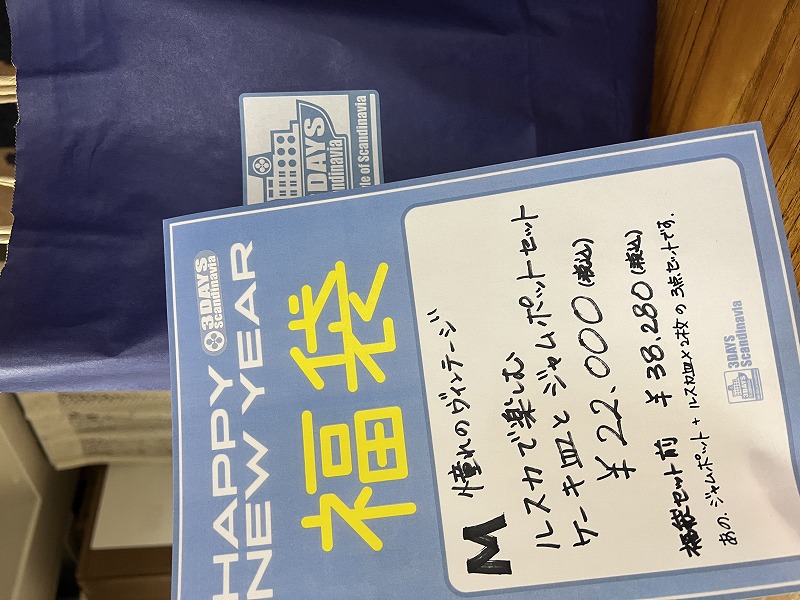 3DAYS
Scandinavia
Style of Scandinavia
HAPPY
NEW YEAR
3DAYS
Scandinavia
福袋
M 憧れのヴィンテージ
ルスカで楽しむ
ケーキ皿とジャムポットセット
¥22.000(税込)
福袋セット前 ¥38.280(税込)
あの、ジャムポット+ルスカ皿×2枚の3点セットです.
3DAYS
Scandinavia